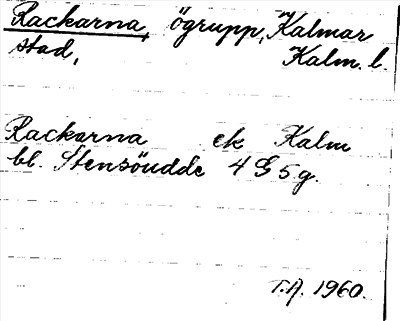 Rackarna, ögrupp, Kalmar
stad, Kalm. l.
Rackarna ek Kalm
bl. Stensöudde 4 G 5 g.
T.A. 1960.